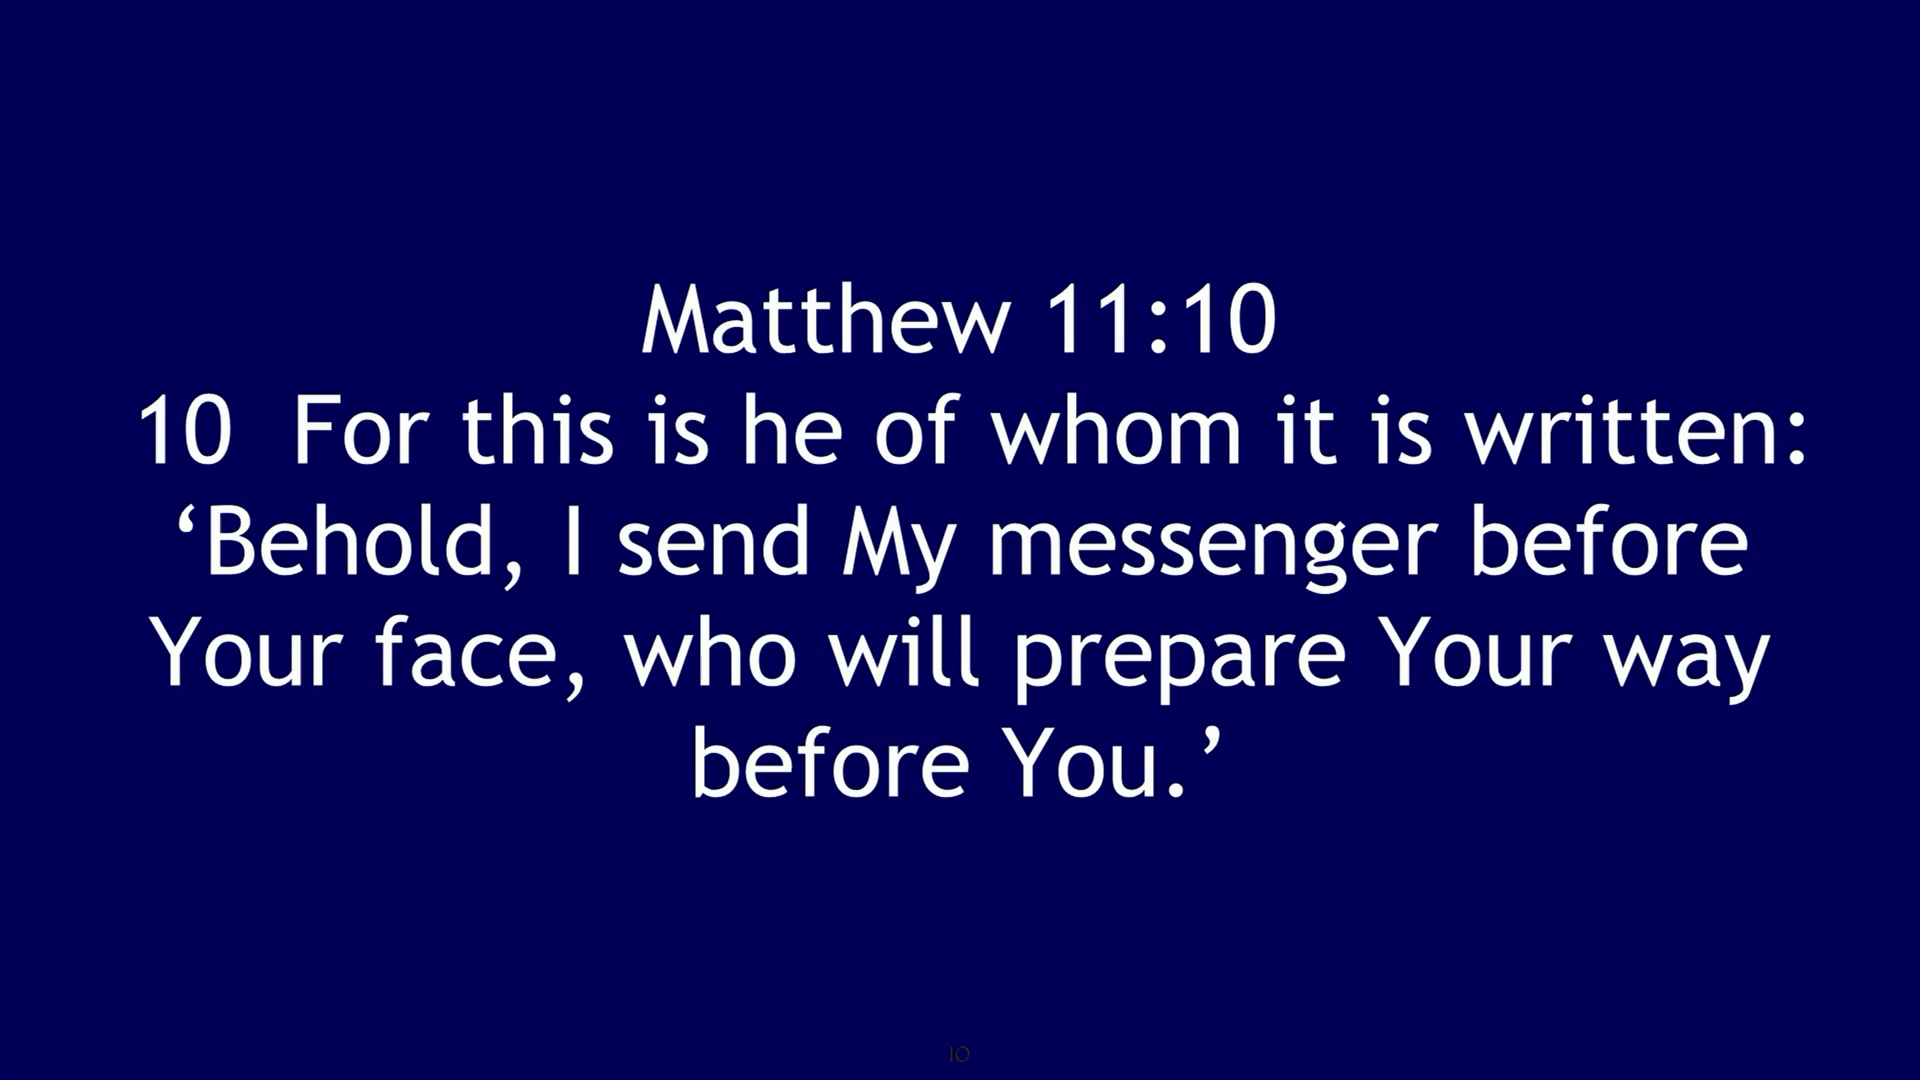 Matthew 11:10
10  For this is he of whom it is written:
‘Behold, I send My messenger before
Your face, who will prepare Your way
before You.’
10